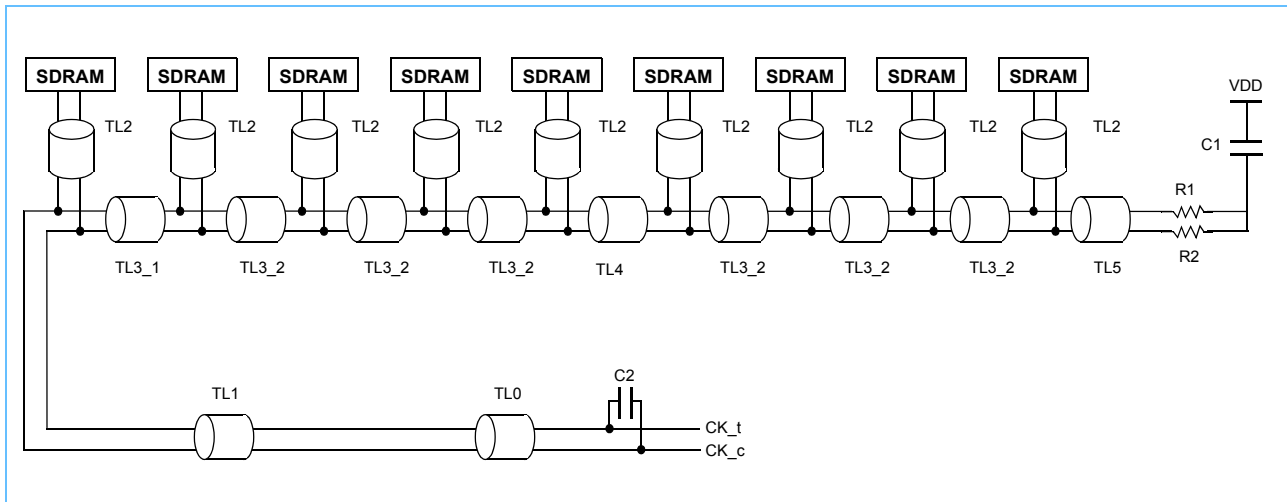 SDRAM SDRAM SDRAM SDRAM SDRAM SDRAM SDRAM SDRAM SDRAM
VDD
TL2 TL2 TL2 TL2 TL2 TL2 TL2 TL2 TL2
C1
R1
R2
TL3_1 TL3_2 TL3_2 TL3_2 TL4 TL3_2 TL3_2 TL3_2 TL5
C2
TL1 TL0
CK_t
CK_c